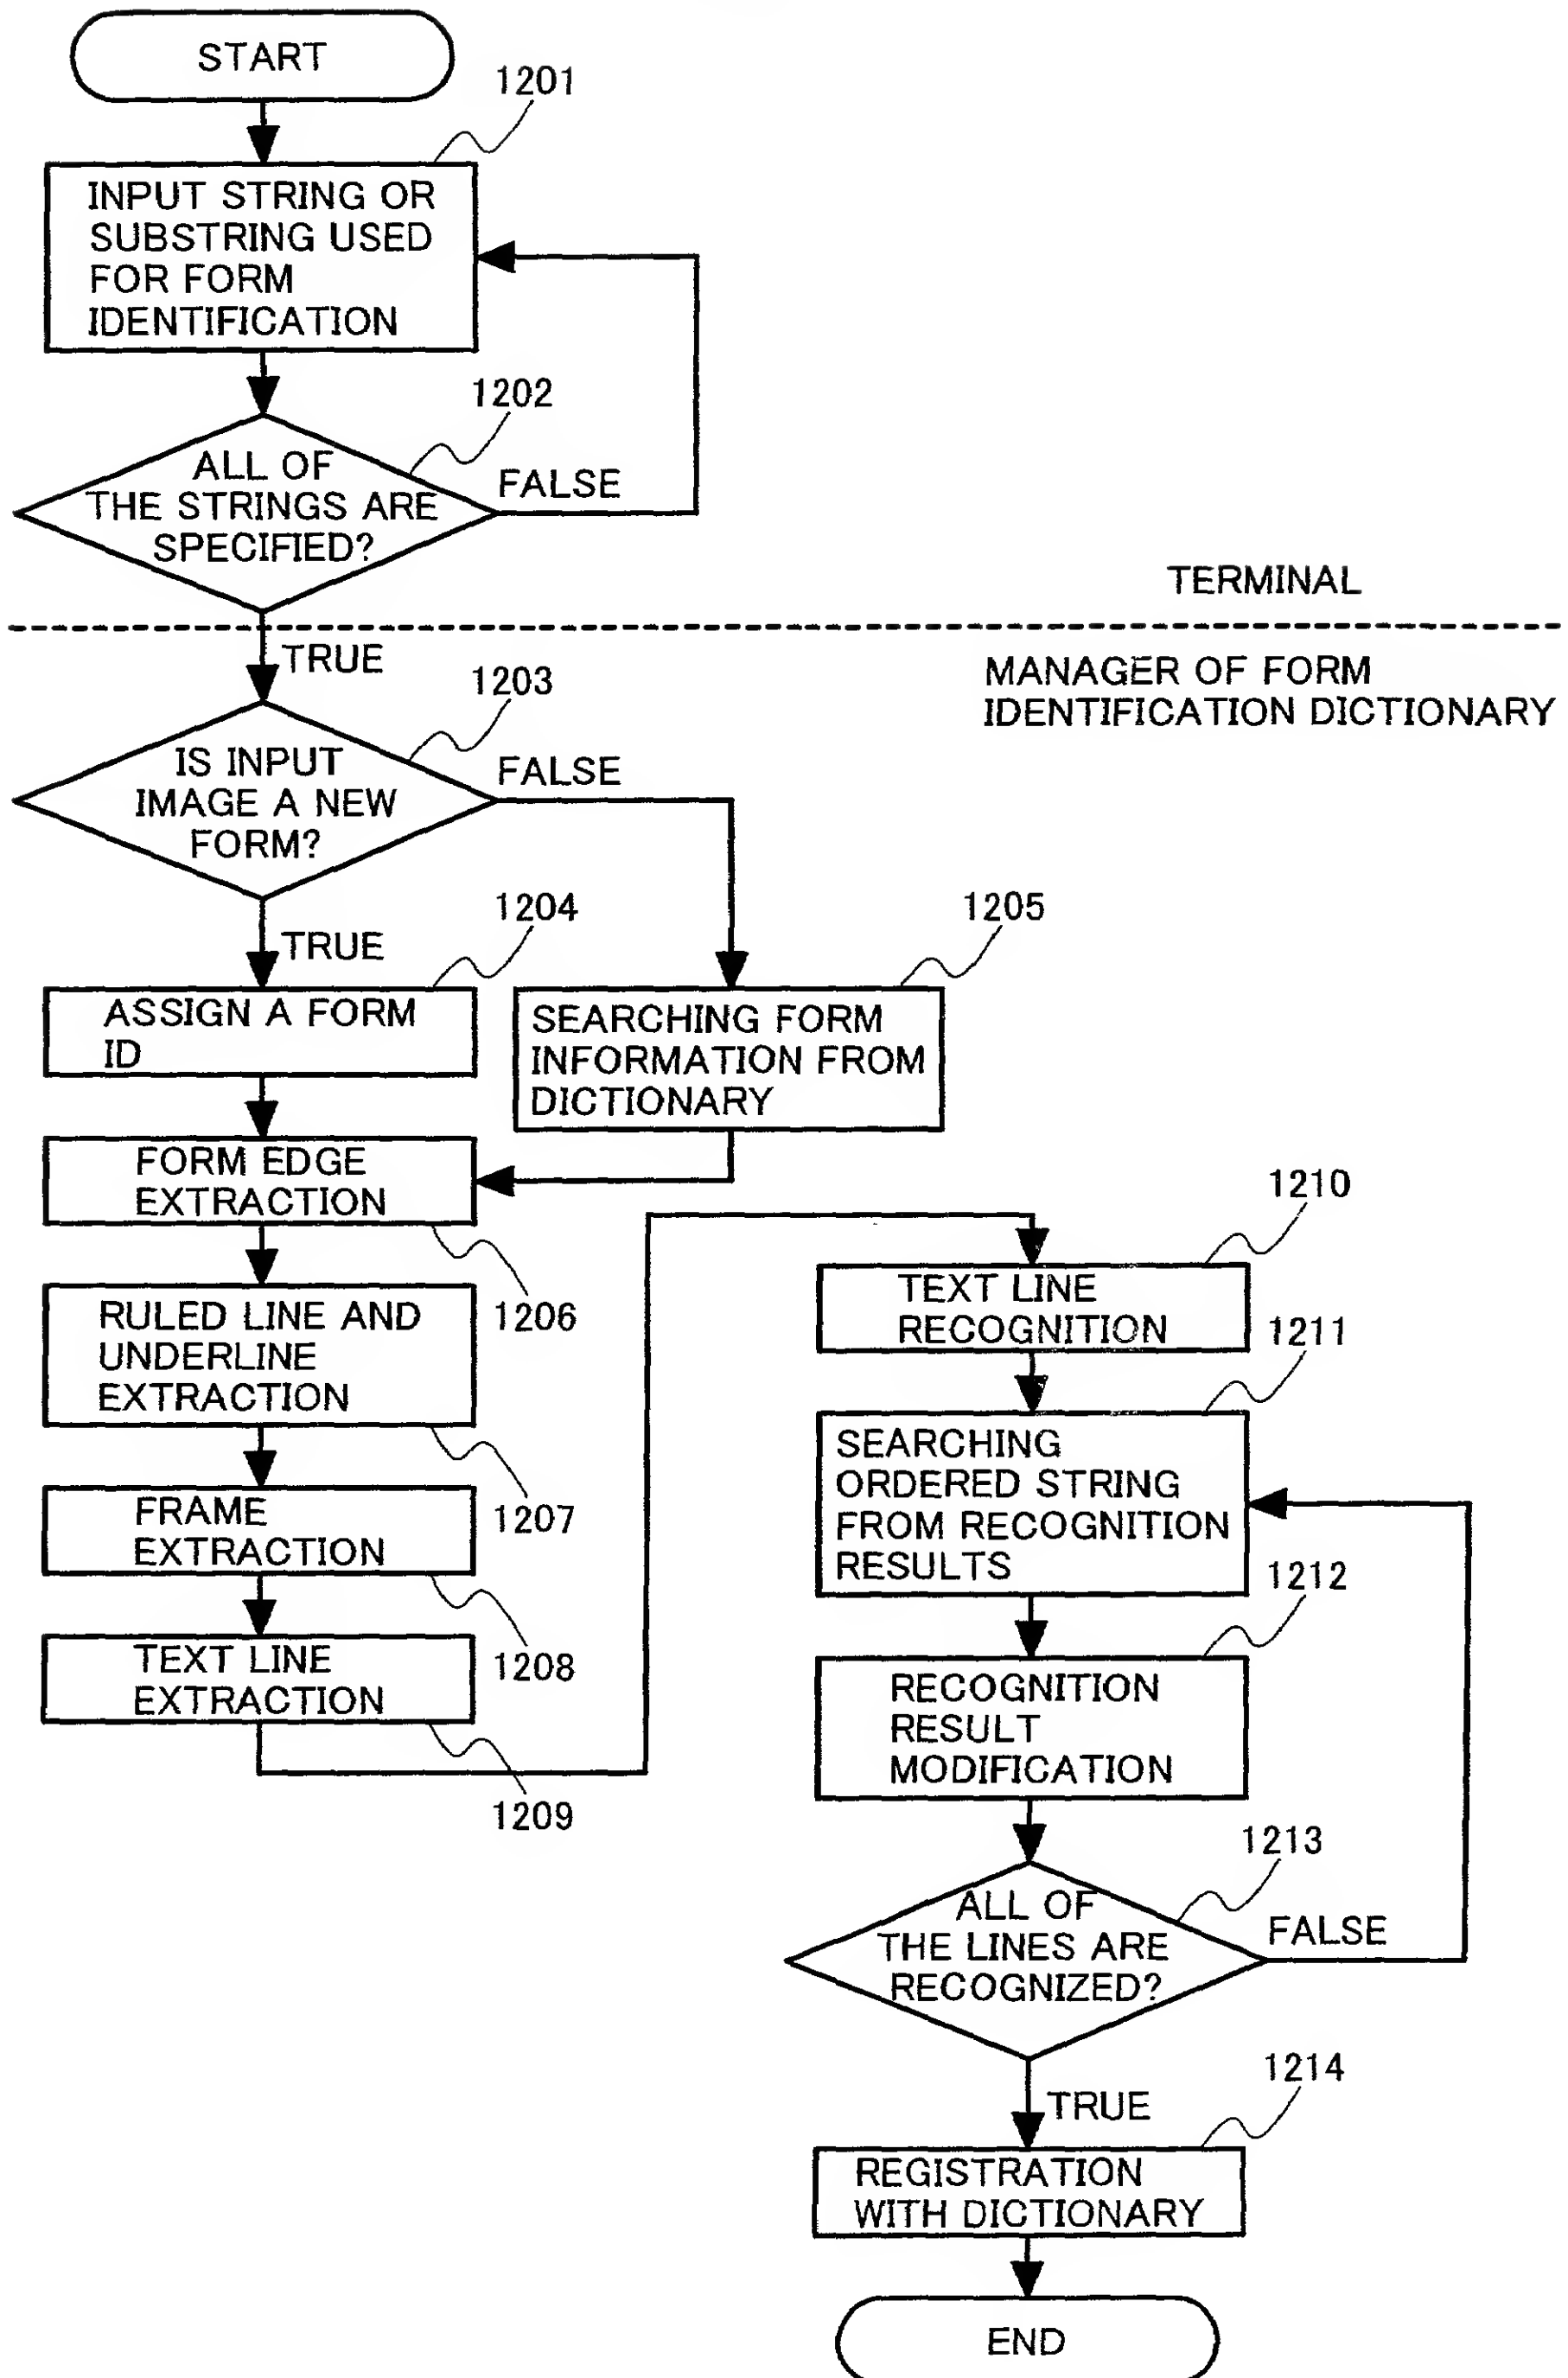 START
1201
INPUT STRING OR
SUBSTRING USED
FOR FORM
IDENTIFICATION
1202
ALL OF
THE STRINGS ARE
SPECIFIED?
FALSE
TERMINAL
TRUE
MANAGER OF FORM
IDENTIFICATION DICTIONARY
1203
IS INPUT
IMAGE A NEW
FORM?
FALSE
TRUE
1204
ASSIGN A FORM
ID
1205
SEARCHING FORM
INFORMATION FROM
DICTIONARY
FORM EDGE
EXTRACTION
1206
RULED LINE AND
UNDERLINE
EXTRACTION
1207
FRAME
EXTRACTION
1208
TEXT LINE
EXTRACTION
1209
1210
TEXT LINE
RECOGNITION
1211
SEARCHING
ORDERED STRING
FROM RECOGNITION
RESULTS
1212
RECOGNITION
RESULT
MODIFICATION
1213
ALL OF
THE LINES ARE
RECOGNIZED?
FALSE
TRUE
1214
REGISTRATION
WITH DICTIONARY
END